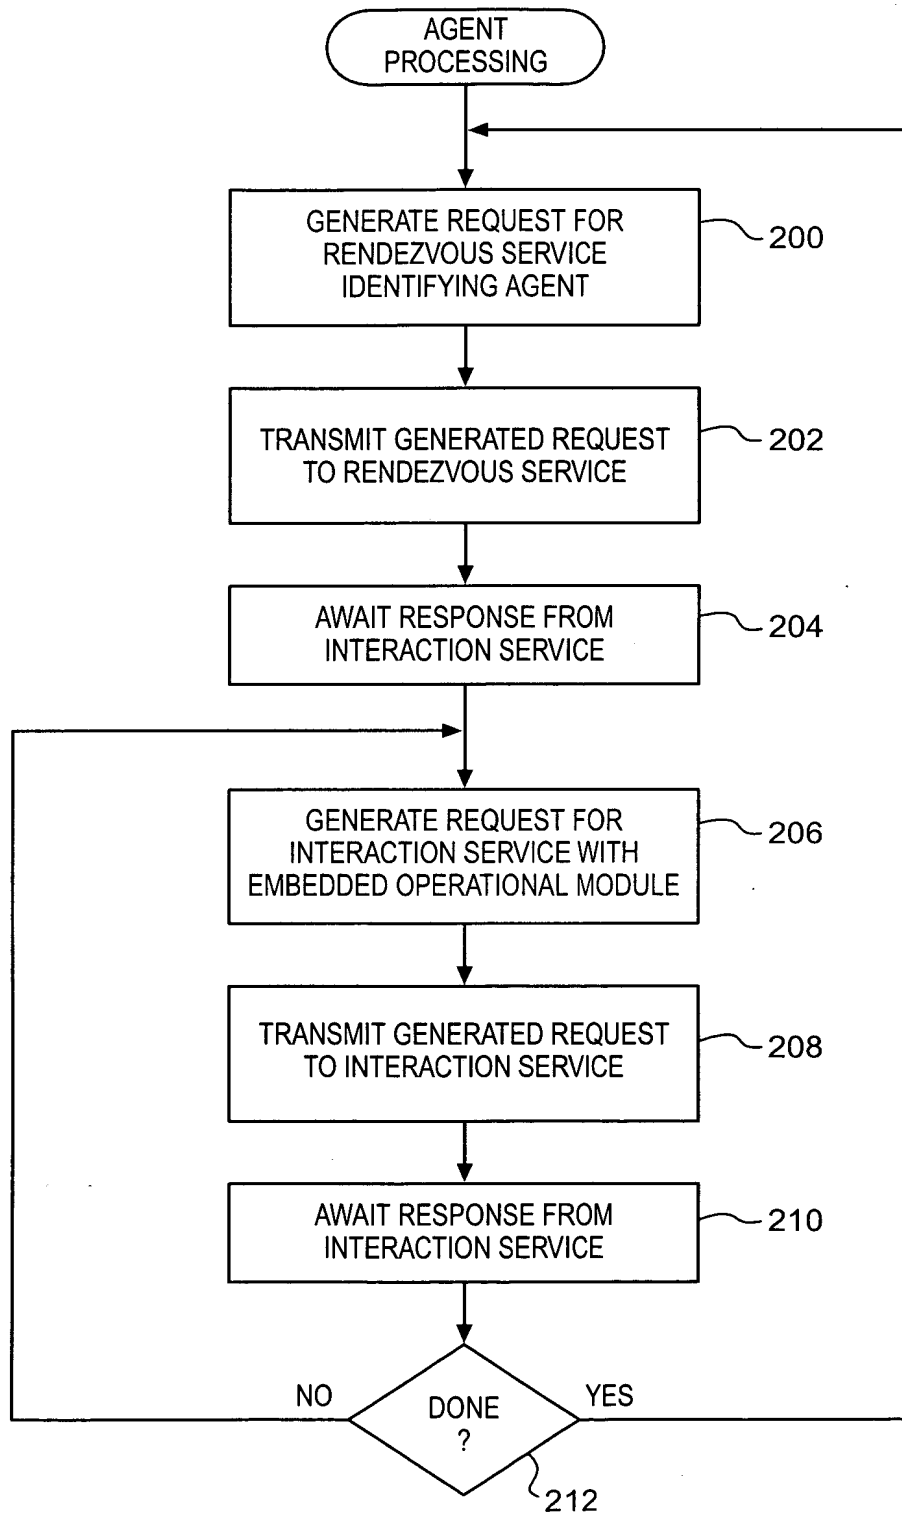 AGENT
PROCESSING
GENERATE REQUEST FOR
RENDEZVOUS SERVICE
IDENTIFYING AGENT
200
TRANSMIT GENERATED REQUEST
TO RENDEZVOUS SERVICE
202
AWAIT RESPONSE FROM
INTERACTION SERVICE
204
GENERATE REQUEST FOR
INTERACTION SERVICE WITH
EMBEDDED OPERATIONAL MODULE
206
TRANSMIT GENERATED REQUEST
TO INTERACTION SERVICE
208
AWAIT RESPONSE FROM
INTERACTION SERVICE
210
NO
DONE
?
YES
212